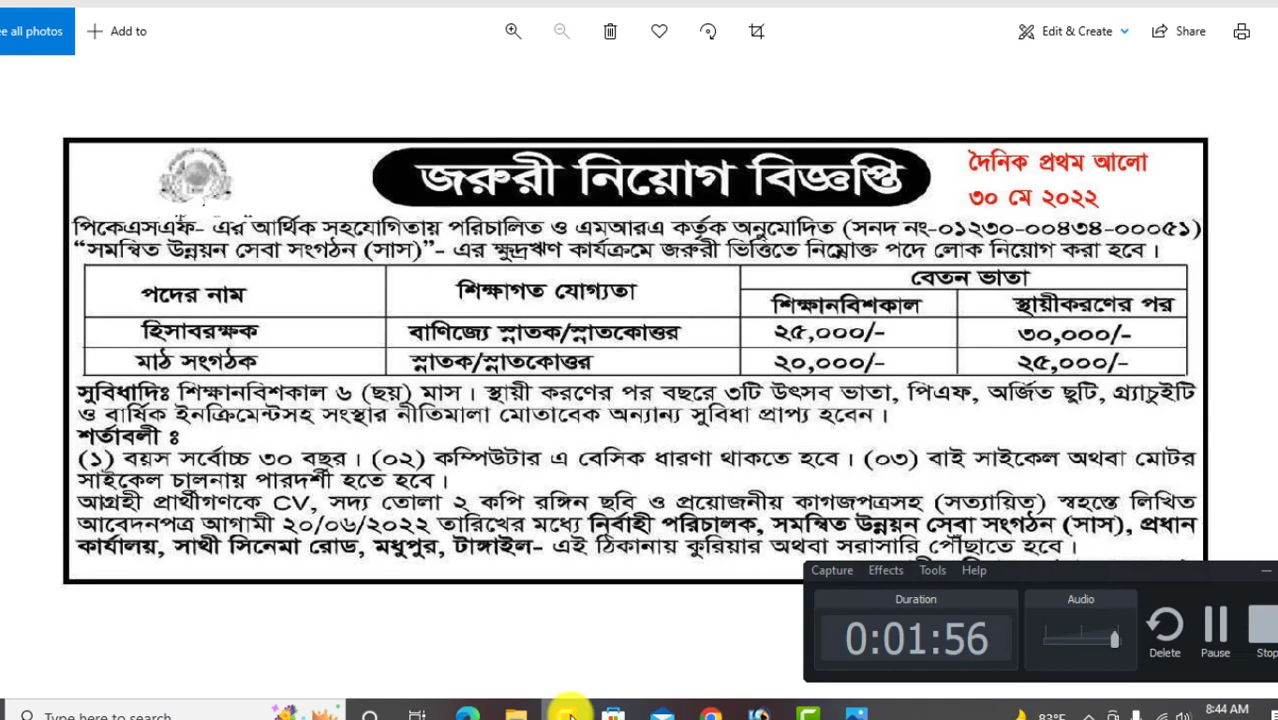 ee all photos
Add to
Edit & Create
Share
জরুরী নিয়োগ বিজ্ঞপ্তি
দৈনিক প্রথম আলো
৩০ মে ২০২২
পিকেএসএফ- এর আর্থিক সহযোগিতায় পরিচালিত ও এমআরএ কর্তৃক অনুমোদিত (সনদ নং-০১২৩০-০০৪৩৪-০০০৫১)
“সমন্বিত উন্নয়ন সেবা সংগঠন (সাস)”- এর ক্ষুদ্রঋণ কার্যক্রমে জরুরী ভিত্তিতে নিম্নোক্ত পদে লোক নিয়োগ করা হবে।
পদের নাম
শিক্ষাগত যোগ্যতা
বেতন ভাতা
শিক্ষানবিশকাল
স্থায়ীকরণের পর
হিসাবরক্ষক
বাণিজ্যে স্নাতক/স্নাতকোত্তর
২৫,০০০/-
৩০,০০০/-
মাঠ সংগঠক
স্নাতক/স্নাতকোত্তর
২০,০০০/-
২৫,০০০/-
সুবিধাদিঃ শিক্ষানবিশকাল ৬ (ছয়) মাস। স্থায়ী করণের পর বছরে ৩টি উৎসব ভাতা, পিএফ, অর্জিত ছুটি, গ্র্যাচুইটি
ও বার্ষিক ইনক্রিমেন্টসহ সংস্থার নীতিমালা মোতাবেক অন্যান্য সুবিধা প্রাপ্য হবেন।
শর্তাবলী ঃ
(১) বয়স সর্বোচ্চ ৩০ বছর। (০২) কম্পিউটার এ বেসিক ধারণা থাকতে হবে। (০৩) বাই সাইকেল অথবা মোটর
সাইকেল চালনায় পারদর্শী হতে হবে।
আগ্রহী প্রার্থীগণকে CV, সদ্য তোলা ২ কপি রঙ্গিন ছবি ও প্রয়োজনীয় কাগজপত্রসহ (সত্যায়িত) স্বহস্তে লিখিত
আবেদনপত্র আগামী ২০/০৬/২০২২ তারিখের মধ্যে নির্বাহী পরিচালক, সমন্বিত উন্নয়ন সেবা সংগঠন (সাস), প্রধান
কার্যালয়, সাথী সিনেমা রোড, মধুপুর, টাঙ্গাইল- এই ঠিকানায় কুরিয়ার অথবা সরাসারি পৌঁছাতে হবে।
Capture Effects Tools Help
Duration
Audio
0:01:56
Delete
Pause
Stop
Type here to search
83°F
8:44 AM